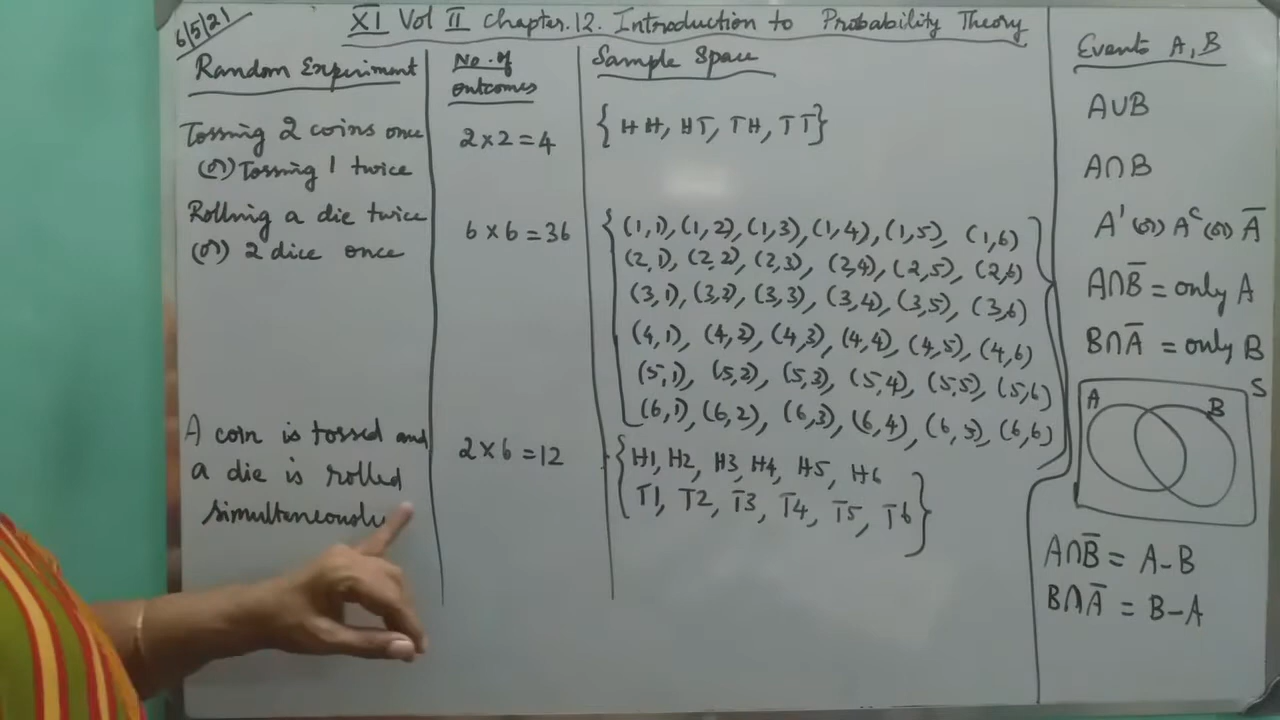 6/5/21
XI Vol II Chapter.12. Introduction to Probability Theory
Random Experiment
No. of outcomes
Sample Space
Tossing 2 coins once
(or) Tossing 1 twice
2×2=4
{HH, HT, TH, TT}
Rolling a die twice
(or) 2 dice once
6×6=36
{(1,1), (1,2), (1,3), (1,4), (1,5), (1,6)
(2,1), (2,2), (2,3), (2,4), (2,5), (2,6)
(3,1), (3,2), (3,3), (3,4), (3,5), (3,6)
(4,1), (4,2), (4,3), (4,4), (4,5), (4,6)
(5,1), (5,2), (5,3), (5,4), (5,5), (5,6)
(6,1), (6,2), (6,3), (6,4), (6,5), (6,6)}
A coin is tossed and
a die is rolled
simultaneously
2×6=12
{H1, H2, H3, H4, H5, H6
T1, T2, T3, T4, T5, T6}
Events A, B
A∪B
A∩B
A' (or) Aᶜ (or) A̅
A∩B̅ = only A
B∩A̅ = only B
S
A B
A∩B̅ = A-B
B∩A̅ = B-A